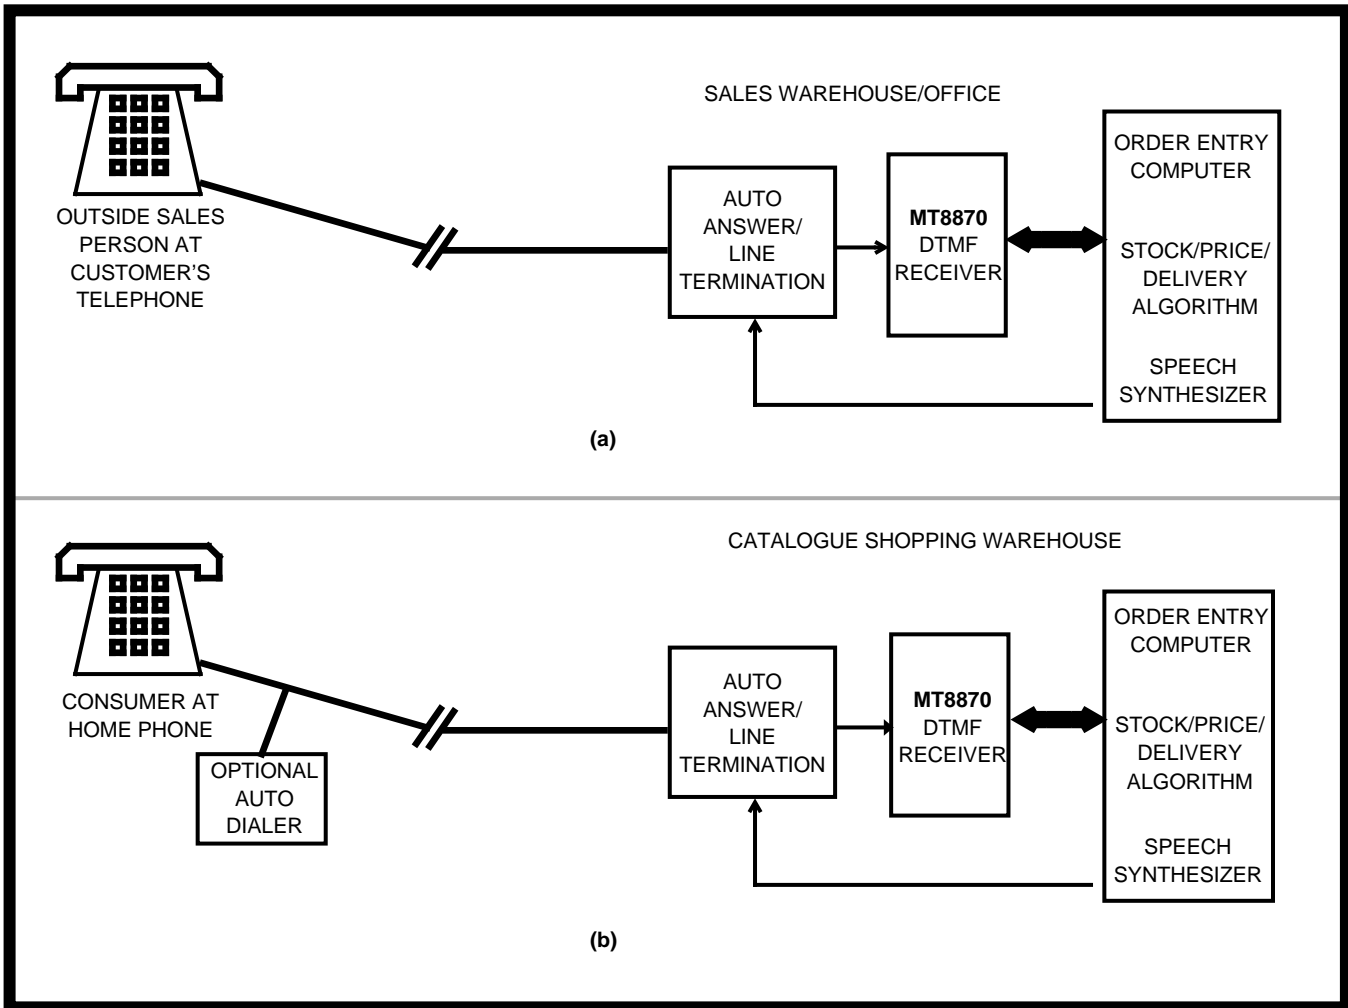 SALES WAREHOUSE/OFFICE
OUTSIDE SALES
PERSON AT
CUSTOMER'S
TELEPHONE
AUTO
ANSWER/
LINE
TERMINATION
MT8870
DTMF
RECEIVER
ORDER ENTRY
COMPUTER
STOCK/PRICE/
DELIVERY
ALGORITHM
SPEECH
SYNTHESIZER
(a)
CATALOGUE SHOPPING WAREHOUSE
CONSUMER AT
HOME PHONE
OPTIONAL
AUTO
DIALER
AUTO
ANSWER/
LINE
TERMINATION
MT8870
DTMF
RECEIVER
ORDER ENTRY
COMPUTER
STOCK/PRICE/
DELIVERY
ALGORITHM
SPEECH
SYNTHESIZER
(b)